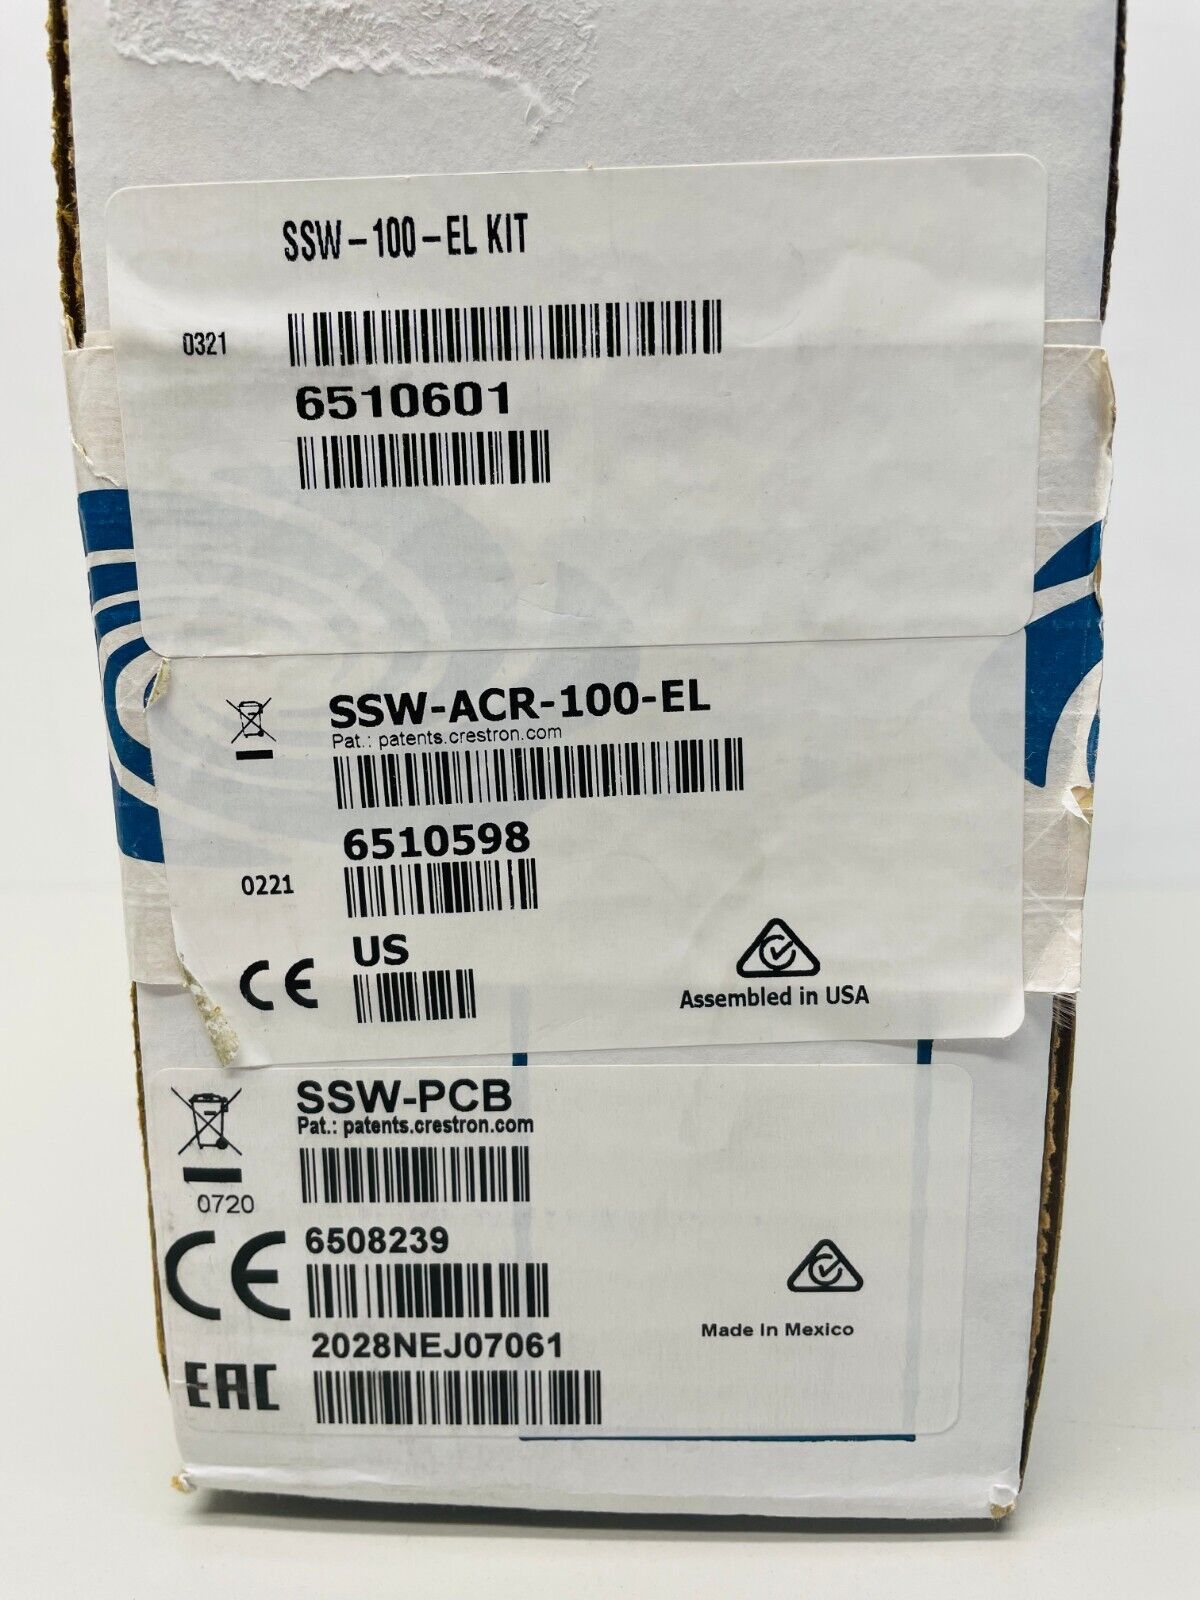 SSW-100-EL KIT
0321
6510601
SSW-ACR-100-EL
Pat.: patents.crestron.com
6510598
0221
CE
US
Assembled in USA
SSW-PCB
Pat.: patents.crestron.com
0720
CE
6508239
Made In Mexico
2028NEJ07061
EAC